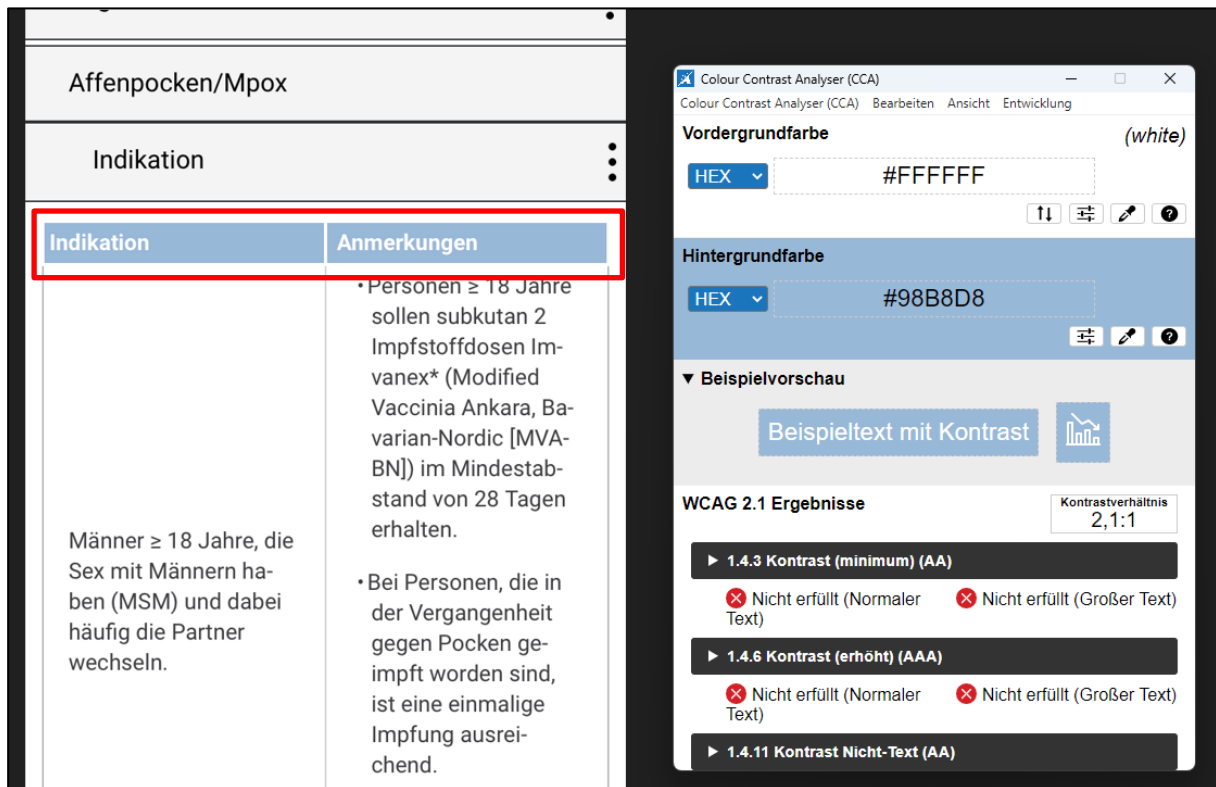 Affenpocken/Mpox
Indikation
Indikation
Anmerkungen
Männer ≥ 18 Jahre, die
Sex mit Männern ha-
ben (MSM) und dabei
häufig die Partner
wechseln.
• Personen ≥ 18 Jahre
sollen subkutan 2
Impfstoffdosen Im-
vanex* (Modified
Vaccinia Ankara, Ba-
varian-Nordic [MVA-
BN]) im Mindestab-
stand von 28 Tagen
erhalten.
• Bei Personen, die in
der Vergangenheit
gegen Pocken ge-
impft worden sind,
ist eine einmalige
Impfung ausrei-
chend.
Colour Contrast Analyser (CCA)
Colour Contrast Analyser (CCA) Bearbeiten Ansicht Entwicklung
Vordergrundfarbe (white)
HEX #FFFFFF
Hintergrundfarbe
HEX #98B8D8
Beispielvorschau
Beispieltext mit Kontrast
WCAG 2.1 Ergebnisse
Kontrastverhältnis
2,1:1
1.4.3 Kontrast (minimum) (AA)
Nicht erfüllt (Normaler
Text)
Nicht erfüllt (Großer Text)
1.4.6 Kontrast (erhöht) (AAA)
Nicht erfüllt (Normaler
Text)
Nicht erfüllt (Großer Text)
1.4.11 Kontrast Nicht-Text (AA)